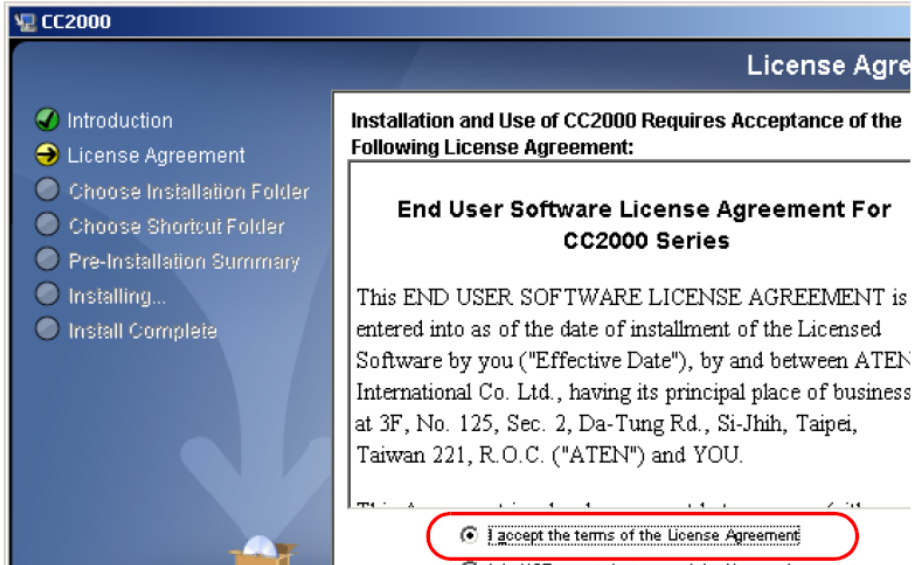 CC2000
License Agre
Introduction
License Agreement
Choose Installation Folder
Choose Shortcut Folder
Pre-Installation Summary
Installing...
Install Complete
Installation and Use of CC2000 Requires Acceptance of the
Following License Agreement:
End User Software License Agreement For
CC2000 Series
This END USER SOFTWARE LICENSE AGREEMENT is
entered into as of the date of installment of the Licensed
Software by you ("Effective Date"), by and between ATEN
International Co. Ltd., having its principal place of business
at 3F, No. 125, Sec. 2, Da-Tung Rd., Si-Jhih, Taipei,
Taiwan 221, R.O.C. ("ATEN") and YOU.
I accept the terms of the License Agreement